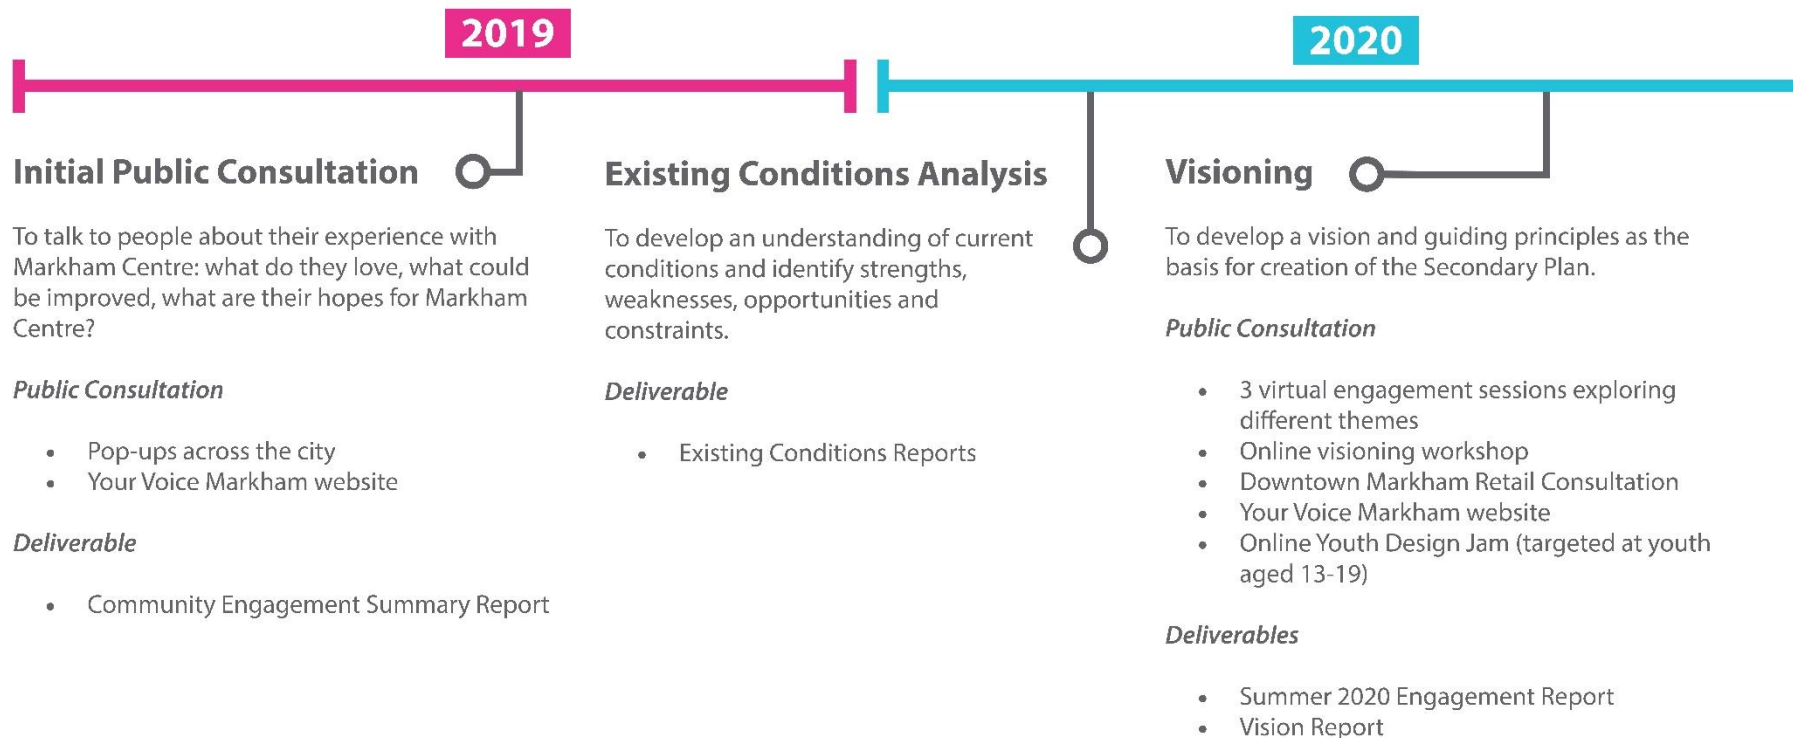 2019
2020
Initial Public Consultation
To talk to people about their experience with
Markham Centre: what do they love, what could
be improved, what are their hopes for Markham
Centre?
Public Consultation
• Pop-ups across the city
• Your Voice Markham website
Deliverable
• Community Engagement Summary Report
Existing Conditions Analysis
To develop an understanding of current
conditions and identify strengths,
weaknesses, opportunities and
constraints.
Deliverable
• Existing Conditions Reports
Visioning
To develop a vision and guiding principles as the
basis for creation of the Secondary Plan.
Public Consultation
• 3 virtual engagement sessions exploring
different themes
• Online visioning workshop
• Downtown Markham Retail Consultation
• Your Voice Markham website
• Online Youth Design Jam (targeted at youth
aged 13-19)
Deliverables
• Summer 2020 Engagement Report
• Vision Report